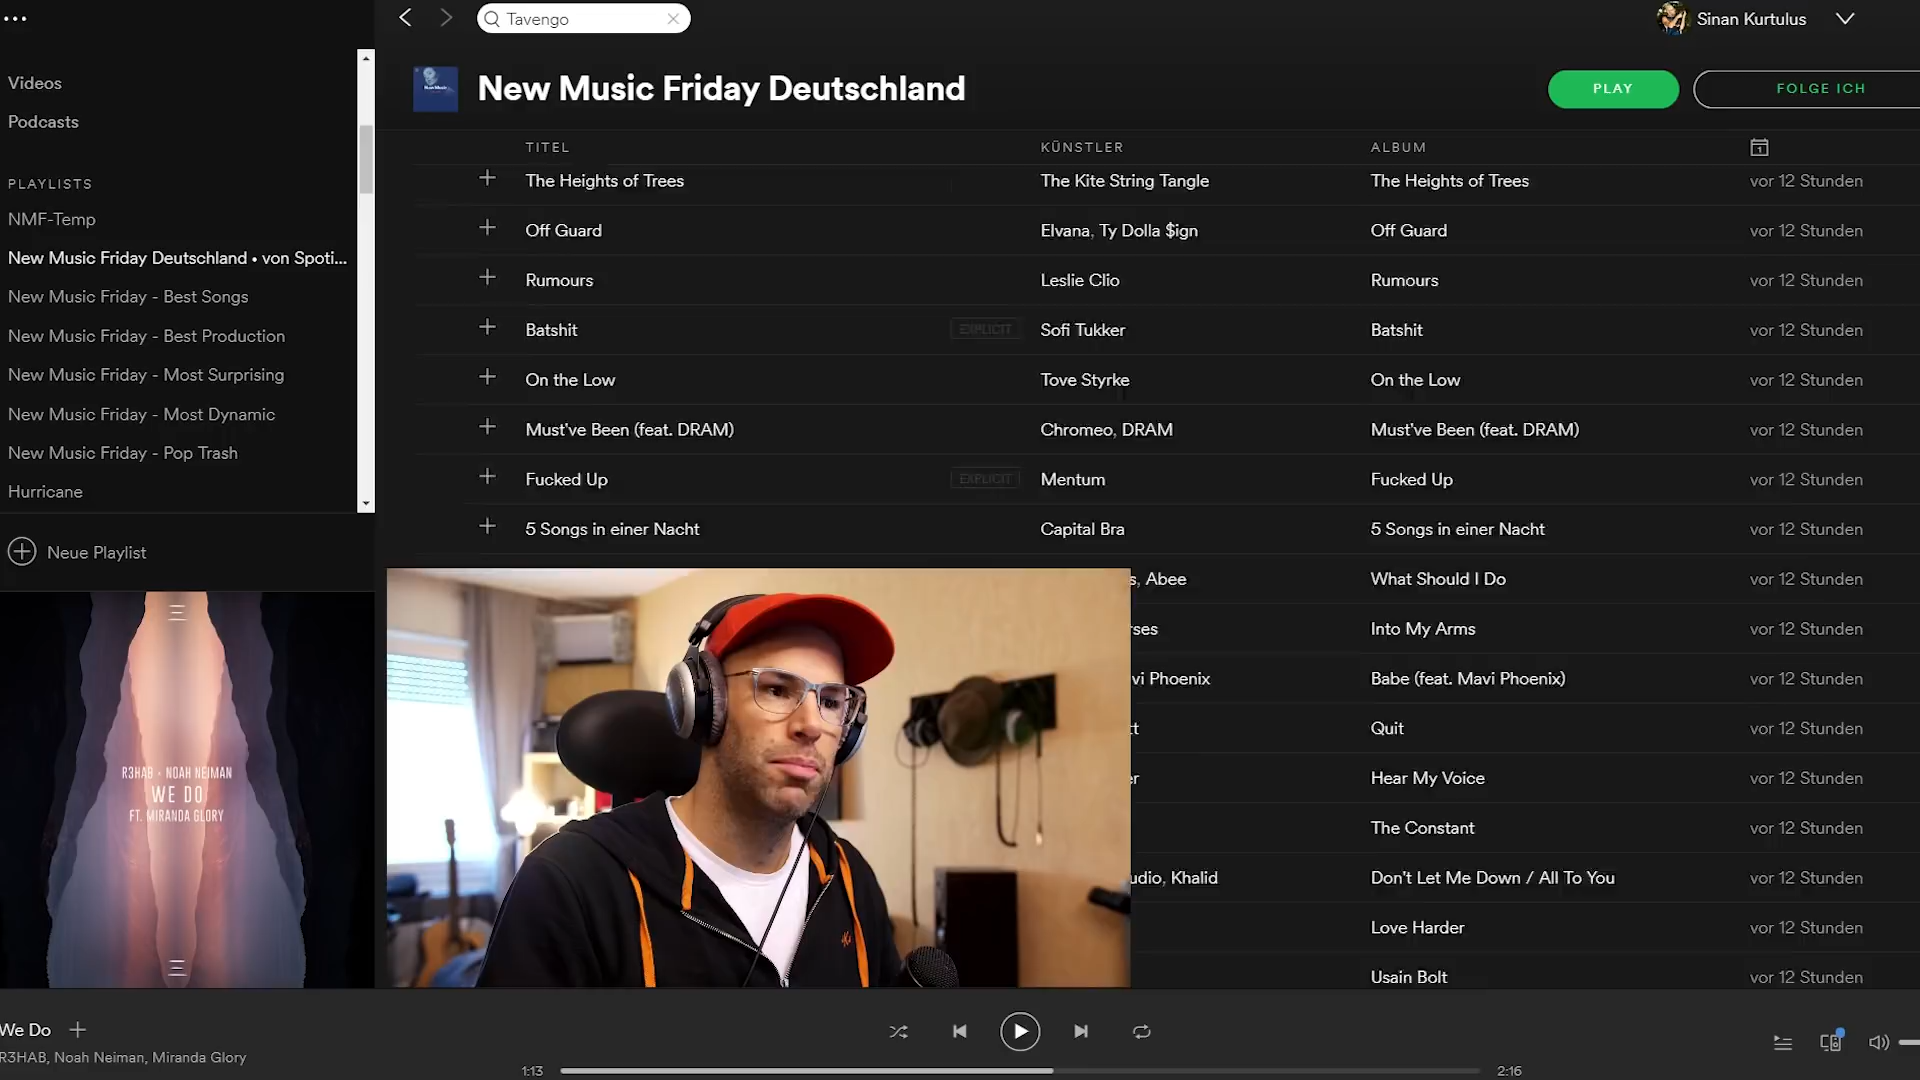 Tavengo
Sinan Kurtulus
Videos
Podcasts
PLAYLISTS
NMF-Temp
New Music Friday Deutschland • von Spoti...
New Music Friday - Best Songs
New Music Friday - Best Production
New Music Friday - Most Surprising
New Music Friday - Most Dynamic
New Music Friday - Pop Trash
Hurricane
Neue Playlist
R3HAB • NOAH NEIMAN
WE DO
FT. MIRANDA GLORY
New Music Friday Deutschland
PLAY
FOLGE ICH
TITEL KÜNSTLER ALBUM
The Heights of Trees The Kite String Tangle The Heights of Trees vor 12 Stunden
Off Guard Elvana, Ty Dolla $ign Off Guard vor 12 Stunden
Rumours Leslie Clio Rumours vor 12 Stunden
Batshit EXPLICIT Sofi Tukker Batshit vor 12 Stunden
On the Low Tove Styrke On the Low vor 12 Stunden
Must've Been (feat. DRAM) Chromeo, DRAM Must've Been (feat. DRAM) vor 12 Stunden
Fucked Up EXPLICIT Mentum Fucked Up vor 12 Stunden
5 Songs in einer Nacht Capital Bra 5 Songs in einer Nacht vor 12 Stunden
s, Abee What Should I Do vor 12 Stunden
rses Into My Arms vor 12 Stunden
vi Phoenix Babe (feat. Mavi Phoenix) vor 12 Stunden
tt Quit vor 12 Stunden
er Hear My Voice vor 12 Stunden
The Constant vor 12 Stunden
udio, Khalid Don't Let Me Down / All To You vor 12 Stunden
Love Harder vor 12 Stunden
Usain Bolt vor 12 Stunden
We Do
R3HAB, Noah Neiman, Miranda Glory
1:13 2:16